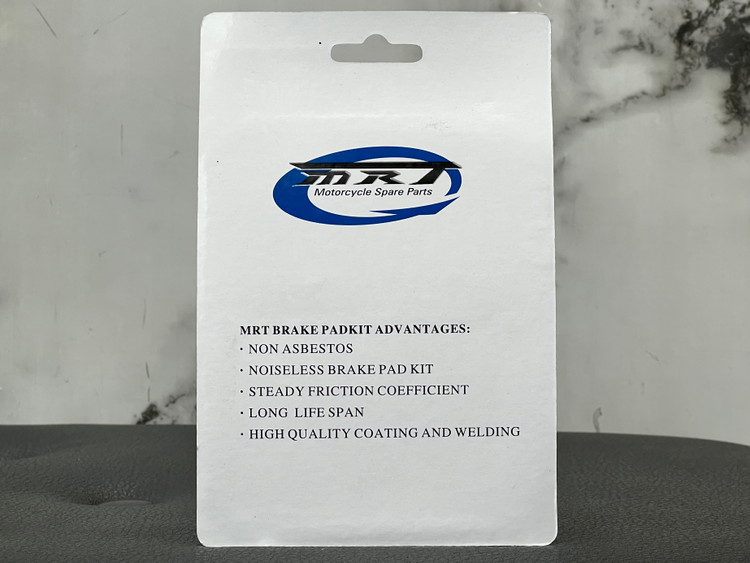 MRT
Motorcycle Spare Parts
MRT BRAKE PADKIT ADVANTAGES:
· NON ASBESTOS
· NOISELESS BRAKE PAD KIT
· STEADY FRICTION COEFFICIENT
· LONG LIFE SPAN
· HIGH QUALITY COATING AND WELDING